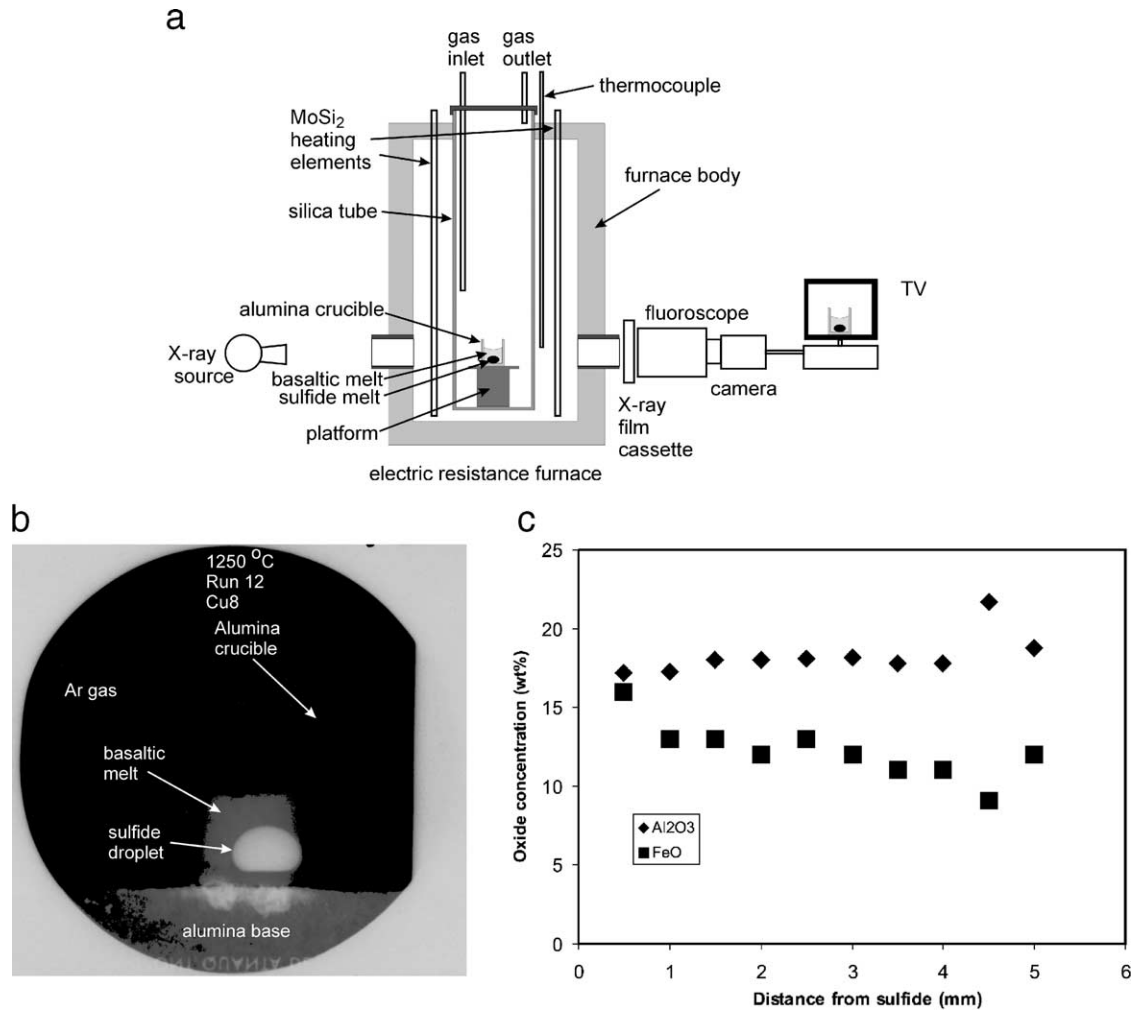 a
gas
inlet
gas
outlet
thermocouple
MoSi2
heating
elements
furnace body
silica tube
alumina crucible
fluoroscope
TV
X-ray
source
basaltic melt
sulfide melt
camera
platform
X-ray
film
cassette
electric resistance furnace
b
1250 °C
Run 12
Cu8
Alumina
crucible
Ar gas
basaltic
melt
sulfide
droplet
alumina base
c
Oxide concentration (wt%)
25
20
15
10
5
0
Al2O3
FeO
0 1 2 3 4 5 6
Distance from sulfide (mm)